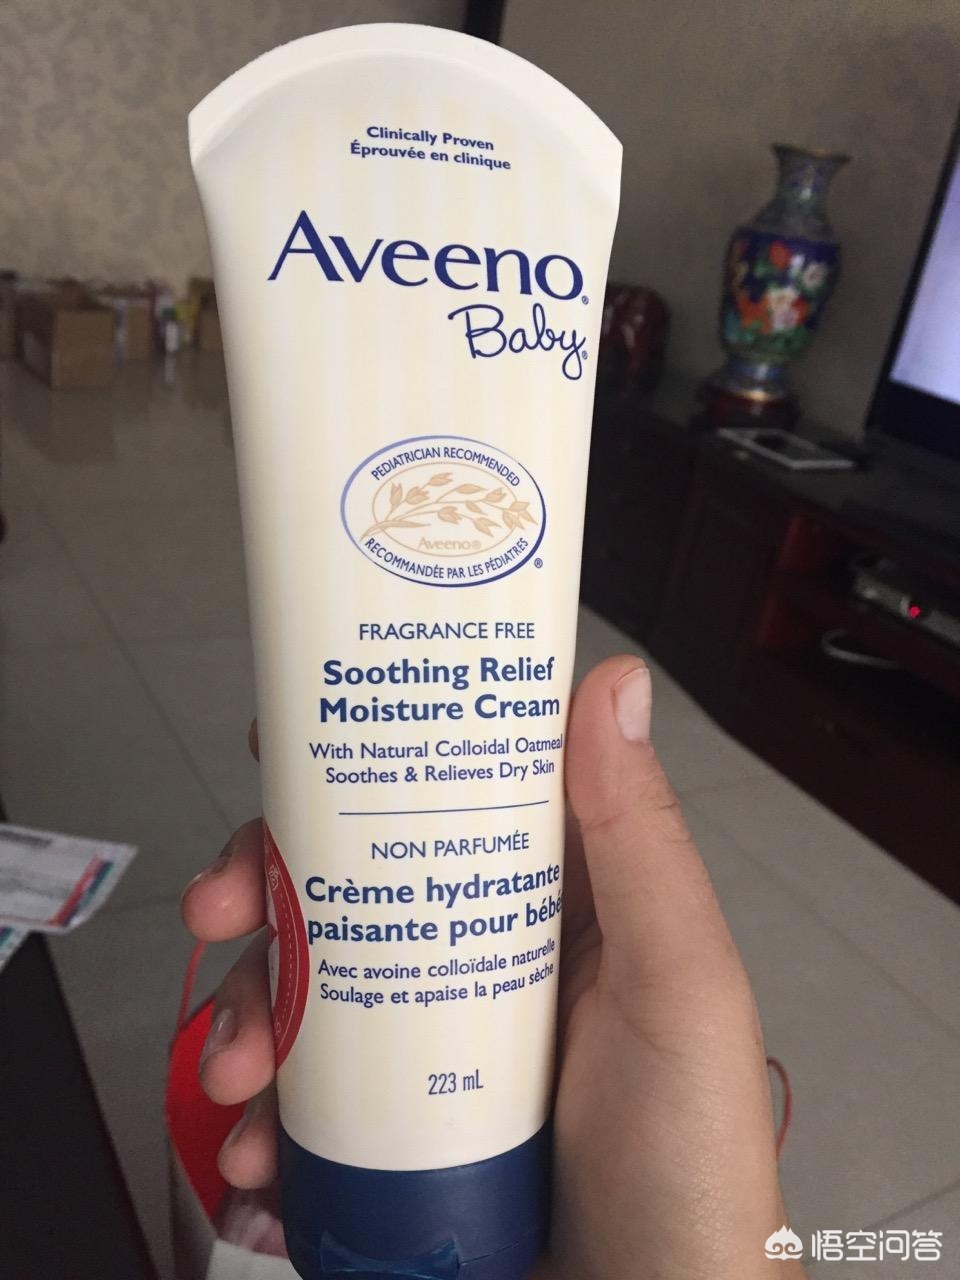 Clinically Proven
Éprouvée en clinique
Aveeno®
Baby®
PEDIATRICIAN RECOMMENDED
Aveeno®
RECOMMANDÉE PAR LES PÉDIATRES
®
FRAGRANCE FREE
Soothing Relief
Moisture Cream
With Natural Colloidal Oatmeal
Soothes & Relieves Dry Skin
NON PARFUMÉE
Crème hydratante
paisante pour bébés
Avec avoine colloïdale naturelle
Soulage et apaise la peau sèche
223 mL
悟空问答